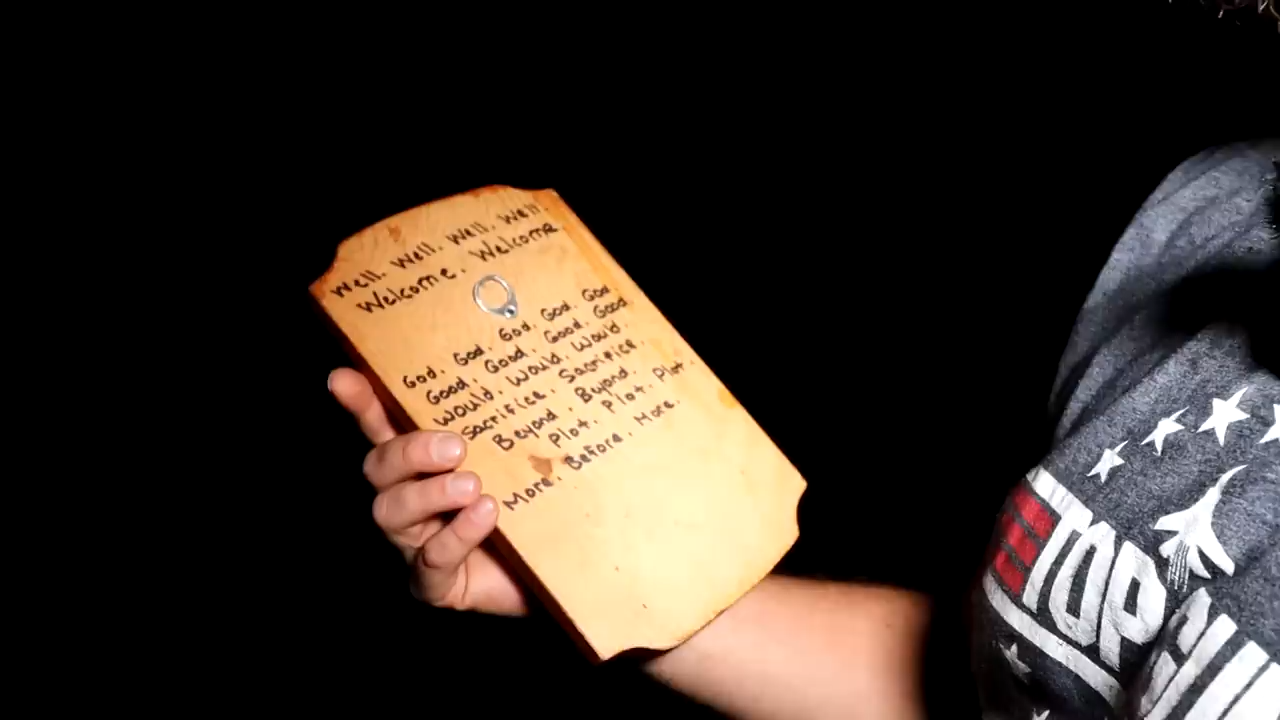 Well. Well. Well. Well.
Welcome. Welcome.
God. God. God. God. God
Good. Good. Good. Good
Would. Would. Would.
Sacrifice. Sacrifice.
Beyond. Beyond.
Plot. Plot. Plot.
More. Before. More.
TOP